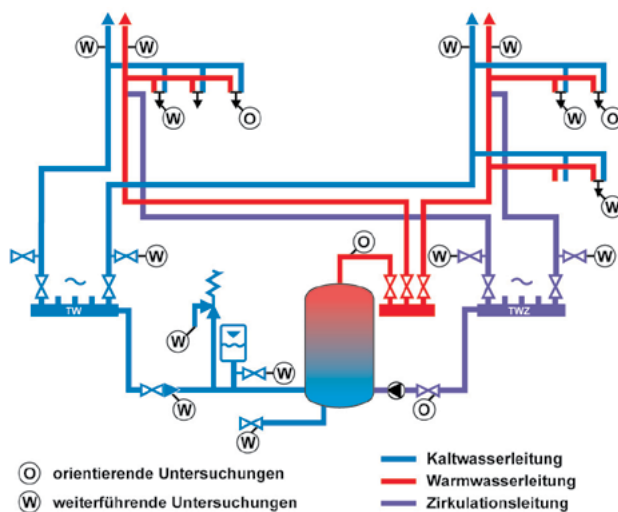 W W W W
W O W O
W
W W W
O
TW TWZ
W W
W W O
O orientierende Untersuchungen
W weiterführende Untersuchungen
Kaltwasserleitung
Warmwasserleitung
Zirkulationsleitung